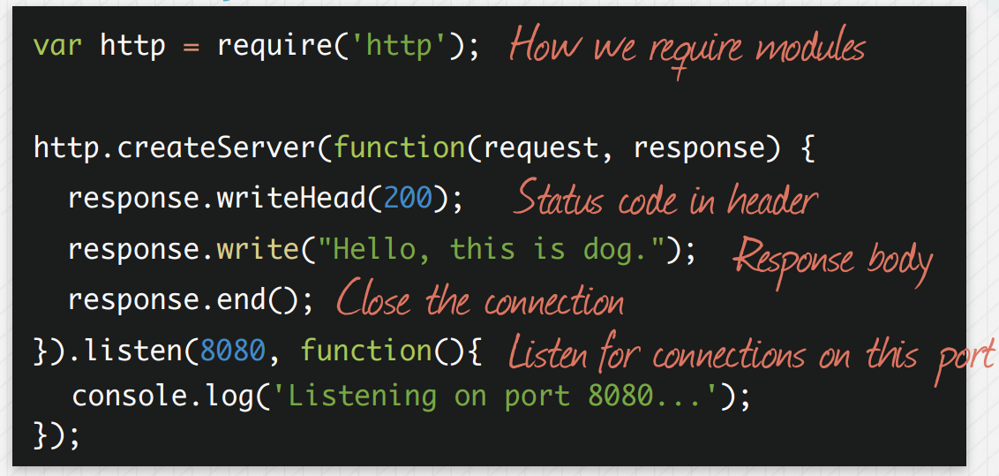 var http = require('http'); How we require modules
http.createServer(function(request, response) {
response.writeHead(200); Status code in header
response.write("Hello, this is dog."); Response body
response.end(); Close the connection
}).listen(8080, function(){ Listen for connections on this port
console.log('Listening on port 8080...');
});